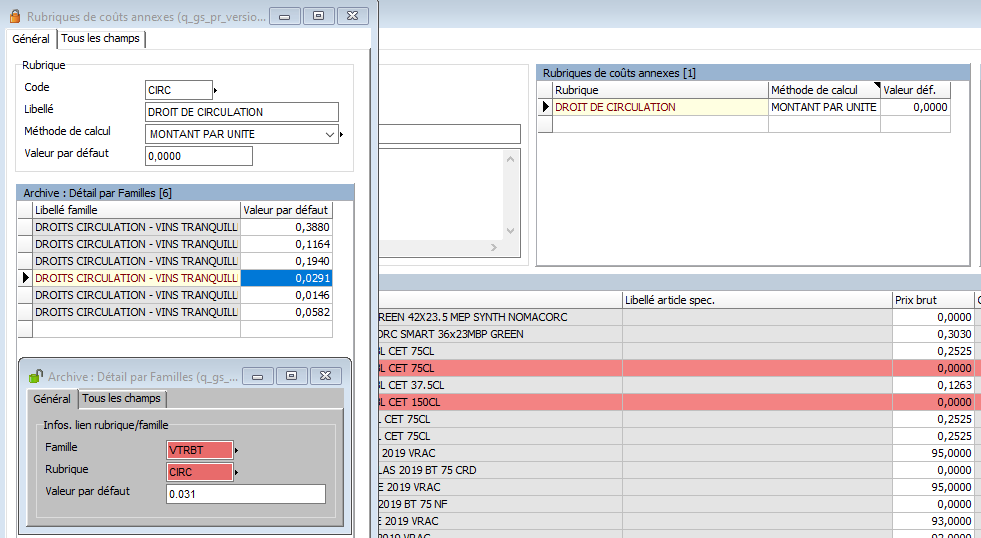 Rubriques de coûts annexes (q_gs_pr_versio...
Général
Tous les champs
Rubrique
Code
CIRC
Libellé
DROIT DE CIRCULATION
Méthode de calcul
MONTANT PAR UNITE
Valeur par défaut
0,0000
Archive : Détail par Familles [6]
Libellé famille Valeur par défaut
DROITS CIRCULATION - VINS TRANQUILL 0,3880
DROITS CIRCULATION - VINS TRANQUILL 0,1164
DROITS CIRCULATION - VINS TRANQUILL 0,1940
DROITS CIRCULATION - VINS TRANQUILL 0,0291
DROITS CIRCULATION - VINS TRANQUILL 0,0146
DROITS CIRCULATION - VINS TRANQUILL 0,0582
Archive : Détail par Familles (q_gs_...
Général
Tous les champs
Infos. lien rubrique/famille
Famille
VTRBT
Rubrique
CIRC
Valeur par défaut
0.031
Rubriques de coûts annexes [1]
Rubrique Méthode de calcul Valeur déf.
DROIT DE CIRCULATION MONTANT PAR UNITE 0,0000
Libellé article spec. Prix brut
REEN 42X23.5 MEP SYNTH NOMACORC 0,0000
ORC SMART 36x23MBP GREEN 0,3030
BL CET 75CL 0,2525
BL CET 75CL 0,0000
BL CET 37.5CL 0,1263
BL CET 150CL 0,0000
L CET 75CL 0,2525
L CET 75CL 0,2525
2019 VRAC 95,0000
LAS 2019 BT 75 CRD 0,0000
E 2019 VRAC 95,0000
2019 BT 75 NF 0,0000
E 2019 VRAC 93,0000
2019 VRAC 92,0000